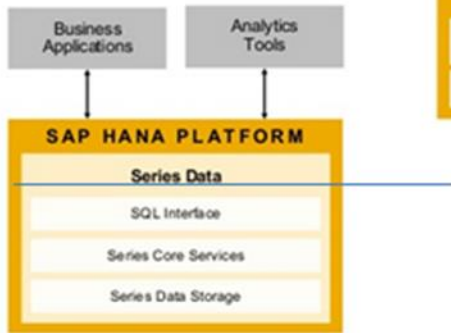 Business
Applications
Analytics
Tools
SAP HANA PLATFORM
Series Data
SQL Interface
Series Core Services
Series Data Storage